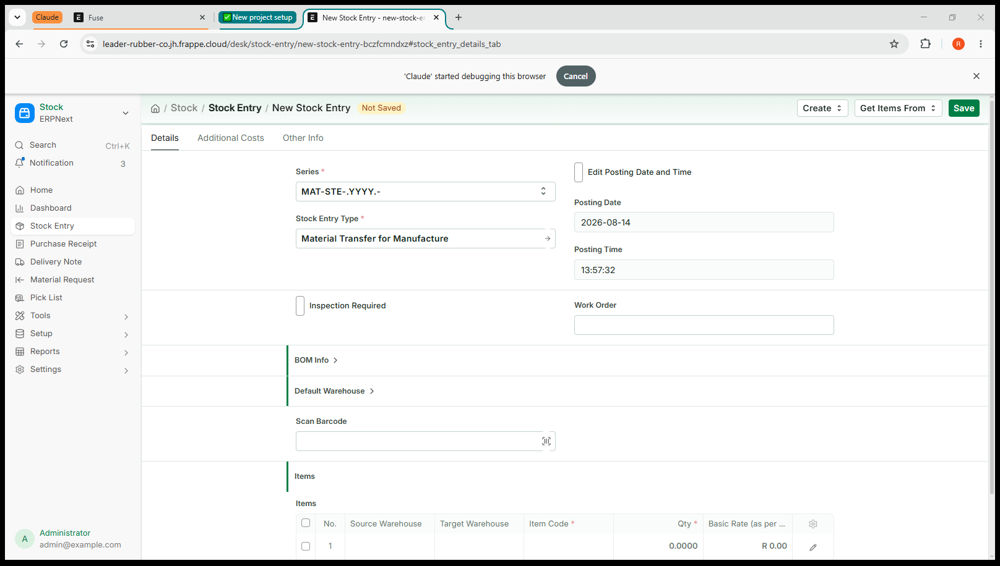 Claude
Fuse
New project setup
New Stock Entry - new-stock-e
leader-rubber-co.jh.frappe.cloud/desk/stock-entry/new-stock-entry-bczfcmndxz#stock_entry_details_tab
R
'Claude' started debugging this browser
Cancel
Stock
ERPNext
/ Stock / Stock Entry / New Stock Entry
Not Saved
Create
Get Items From
Save
Search Ctrl+K
Notification 3
Home
Dashboard
Stock Entry
Purchase Receipt
Delivery Note
Material Request
Pick List
Tools
Setup
Reports
Settings
A
Administrator
admin@example.com
Details
Additional Costs
Other Info
Series *
MAT-STE-.YYYY.-
Stock Entry Type *
Material Transfer for Manufacture
Edit Posting Date and Time
Posting Date
2026-08-14
Posting Time
13:57:32
Inspection Required
Work Order
BOM Info
Default Warehouse
Scan Barcode
Items
Items
No. Source Warehouse Target Warehouse Item Code * Qty * Basic Rate (as per ...
1 0.0000 R 0.00